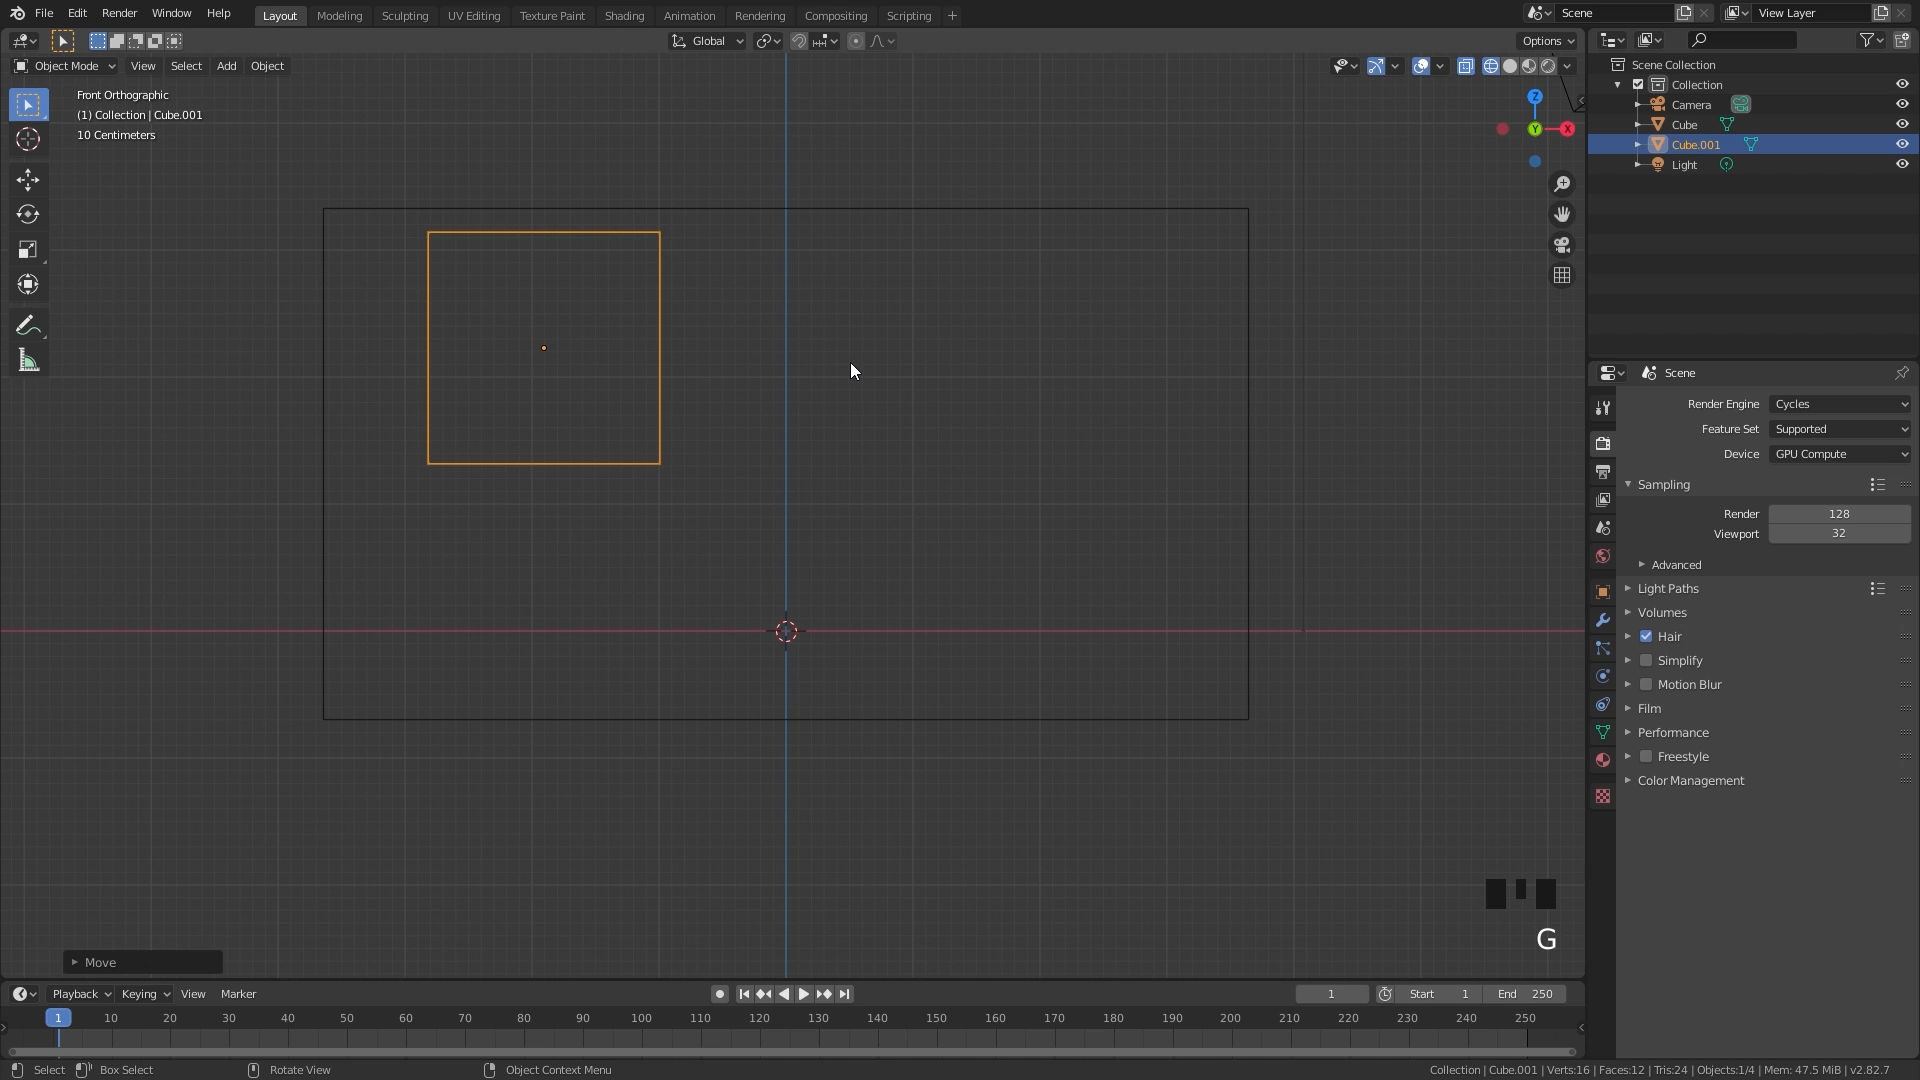 File Edit Render Window Help
Layout Modeling Sculpting UV Editing Texture Paint Shading Animation Rendering Compositing Scripting +
Scene
View Layer
Global
Options
Object Mode View Select Add Object
Front Orthographic
(1) Collection | Cube.001
10 Centimeters
Z
Y
X
Scene Collection
Collection
Camera
Cube
Cube.001
Light
Scene
Render Engine Cycles
Feature Set Supported
Device GPU Compute
Sampling
Render 128
Viewport 32
Advanced
Light Paths
Volumes
Hair
Simplify
Motion Blur
Film
Performance
Freestyle
Color Management
G
Move
Playback Keying View Marker
1 Start 1 End 250
1 10 20 30 40 50 60 70 80 90 100 110 120 130 140 150 160 170 180 190 200 210 220 230 240 250
Select Box Select Rotate View Object Context Menu
Collection | Cube.001 | Verts:16 | Faces:12 | Tris:24 | Objects:1/4 | Mem: 47.5 MiB | v2.82.7